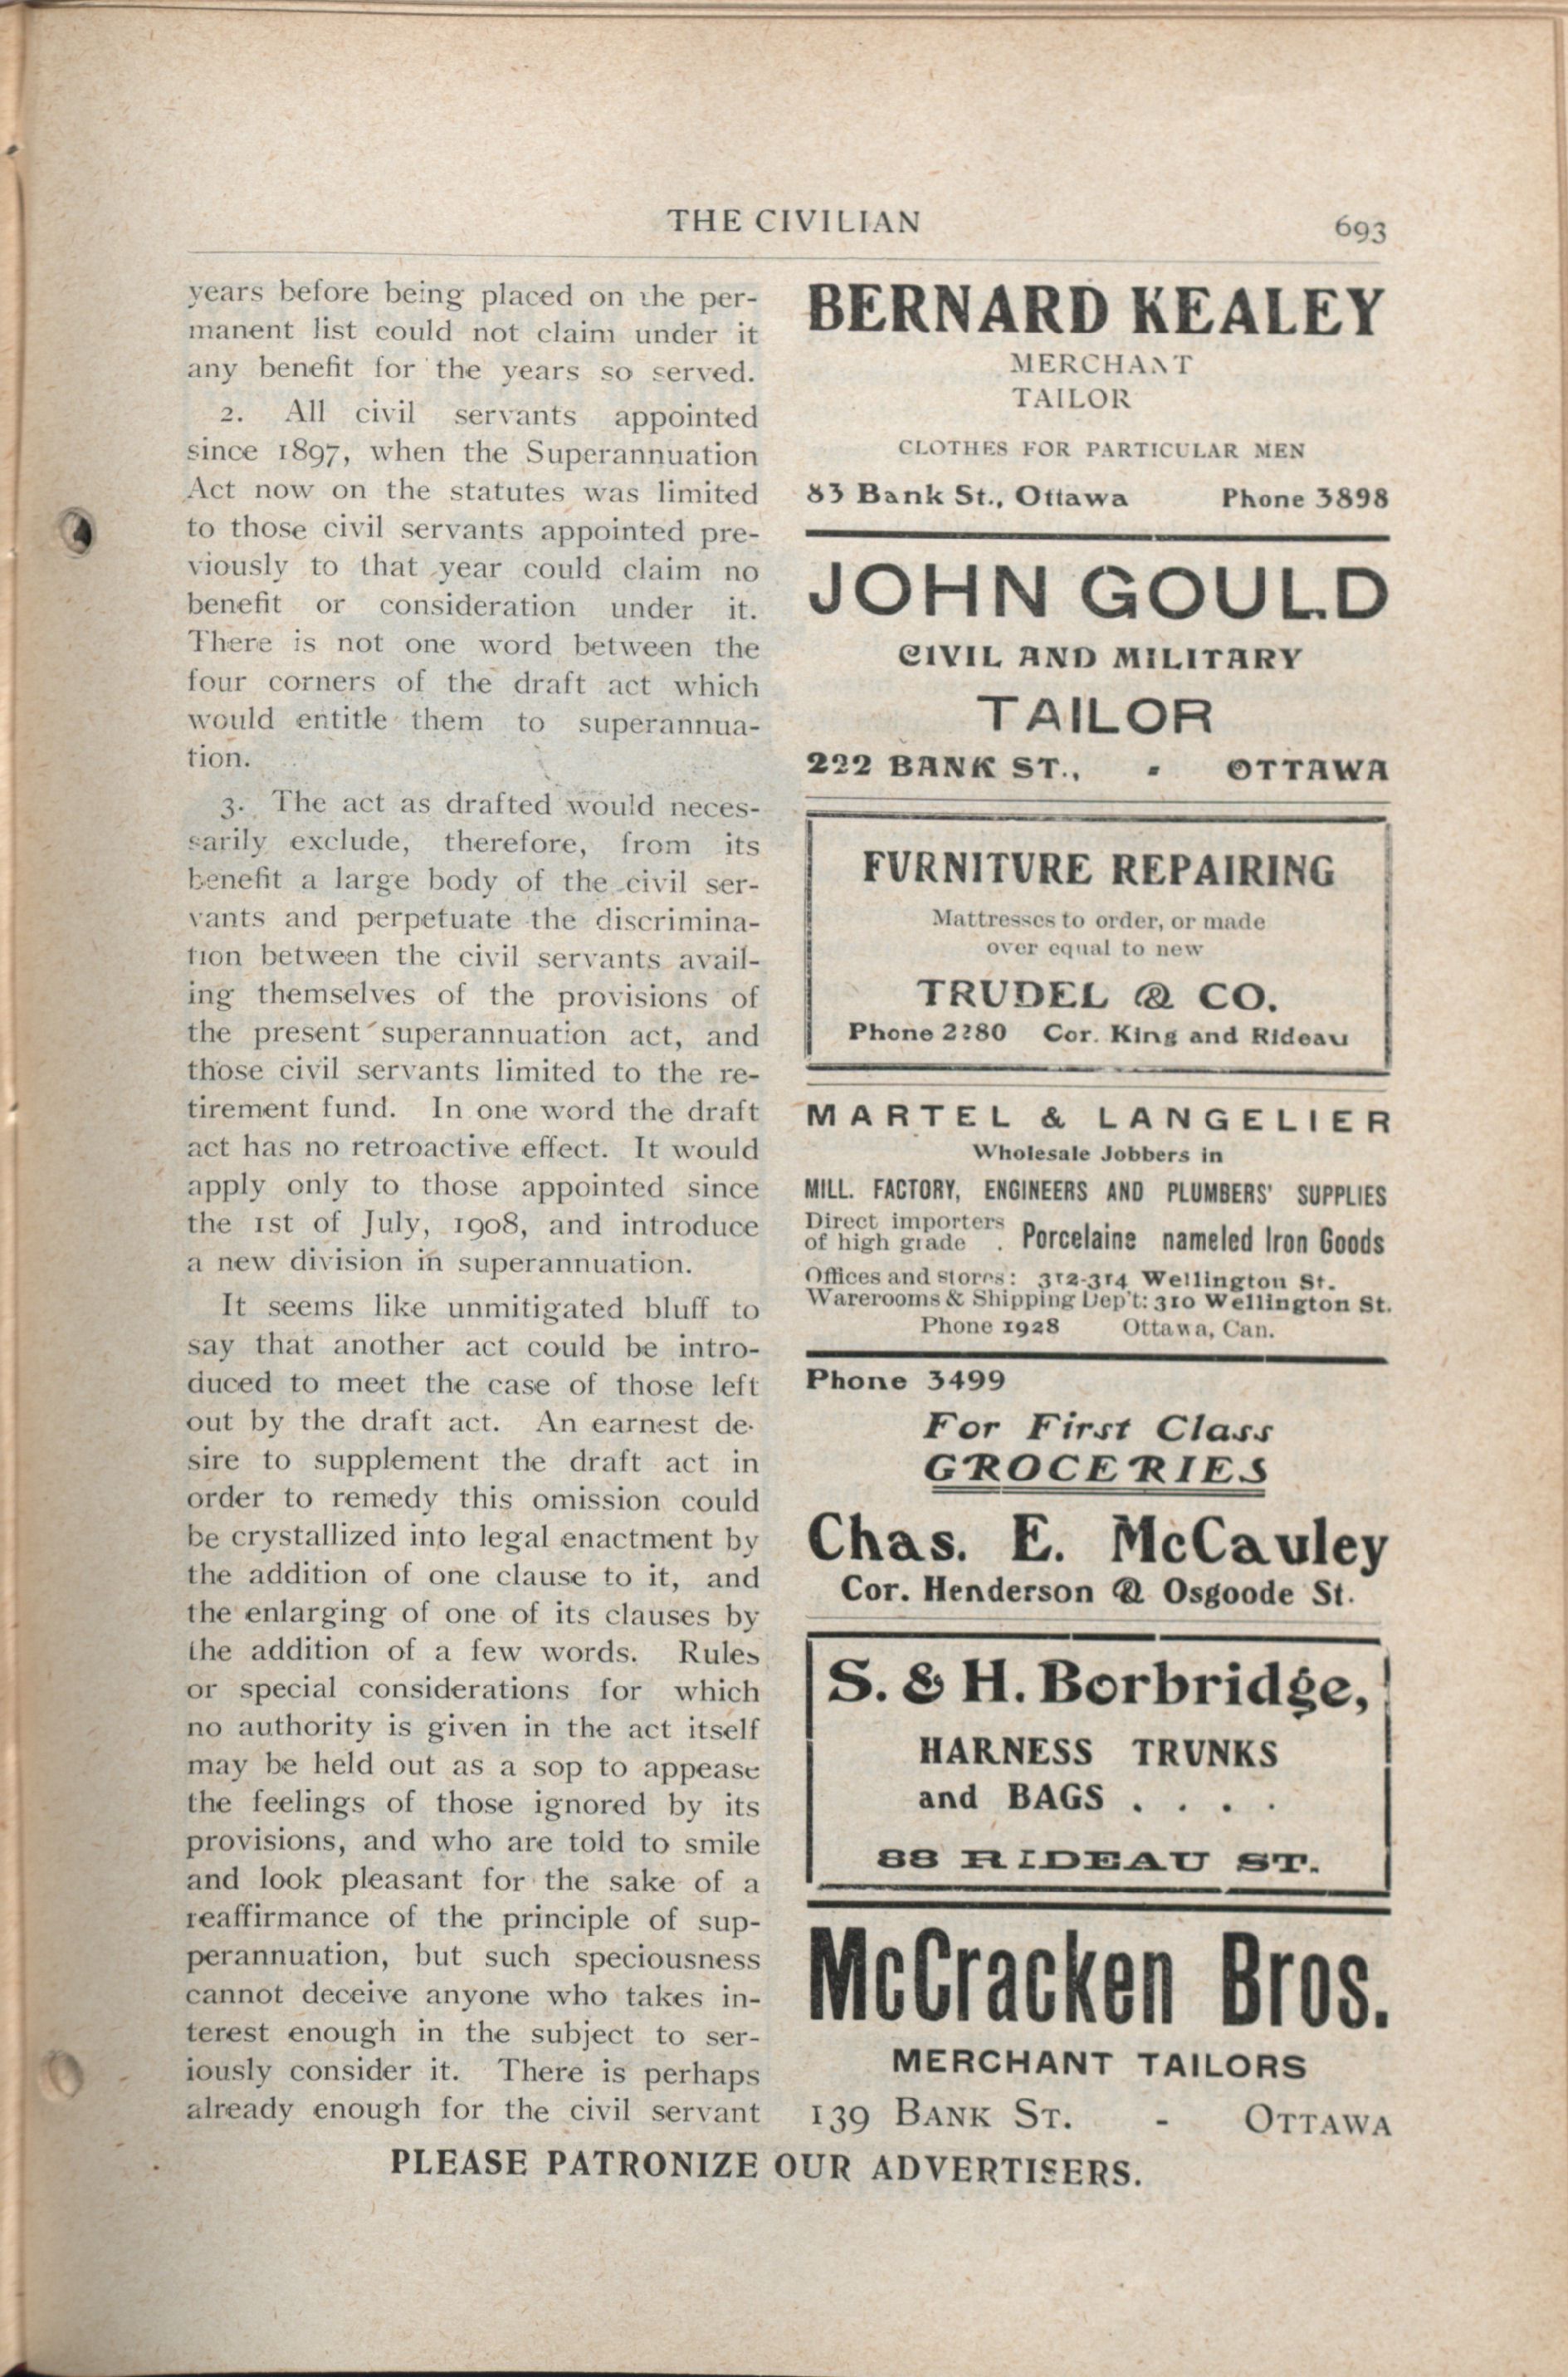 THE CIVILIAN
693
years before being placed on the per-
manent list could not claim under it
any benefit for the years so served.
2. All civil servants appointed
since 1897, when the Superannuation
Act now on the statutes was limited
to those civil servants appointed pre-
viously to that year could claim no
benefit or consideration under it.
There is not one word between the
four corners of the draft act which
would entitle them to superannua-
tion.
3. The act as drafted would neces-
sarily exclude, therefore, from its
benefit a large body of the civil ser-
vants and perpetuate the discrimina-
tion between the civil servants avail-
ing themselves of the provisions of
the present superannuation act, and
those civil servants limited to the re-
tirement fund. In one word the draft
act has no retroactive effect. It would
apply only to those appointed since
the 1st of July, 1908, and introduce
a new division in superannuation.
It seems like unmitigated bluff to
say that another act could be intro-
duced to meet the case of those left
out by the draft act. An earnest de-
sire to supplement the draft act in
order to remedy this omission could
be crystallized into legal enactment by
the addition of one clause to it, and
the enlarging of one of its clauses by
the addition of a few words. Rules
or special considerations for which
no authority is given in the act itself
may be held out as a sop to appease
the feelings of those ignored by its
provisions, and who are told to smile
and look pleasant for the sake of a
reaffirmance of the principle of sup-
perannuation, but such speciousness
cannot deceive anyone who takes in-
terest enough in the subject to ser-
iously consider it. There is perhaps
already enough for the civil servant
BERNARD KEALEY
MERCHANT
TAILOR
CLOTHES FOR PARTICULAR MEN
83 Bank St., Ottawa Phone 3898
JOHN GOULD
CIVIL AND MILITARY
TAILOR
222 BANK ST., - OTTAWA
FURNITURE REPAIRING
Mattresses to order, or made
over equal to new
TRUDEL & CO.
Phone 2280 Cor. King and Rideau
MARTEL & LANGELIER
Wholesale Jobbers in
MILL. FACTORY, ENGINEERS AND PLUMBERS' SUPPLIES
Direct importers
of high grade . Porcelaine nameled Iron Goods
Offices and stores: 312-314 Wellington St.
Warerooms & Shipping Dep't: 310 Wellington St.
Phone 1928 Ottawa, Can.
Phone 3499
For First Class
GROCERIES
Chas. E. McCauley
Cor. Henderson & Osgoode St.
S. & H. Borbridge,
HARNESS TRUNKS
and BAGS . . . .
88 RIDEAU ST.
McCracken Bros.
MERCHANT TAILORS
139 BANK ST. - OTTAWA
PLEASE PATRONIZE OUR ADVERTISERS.